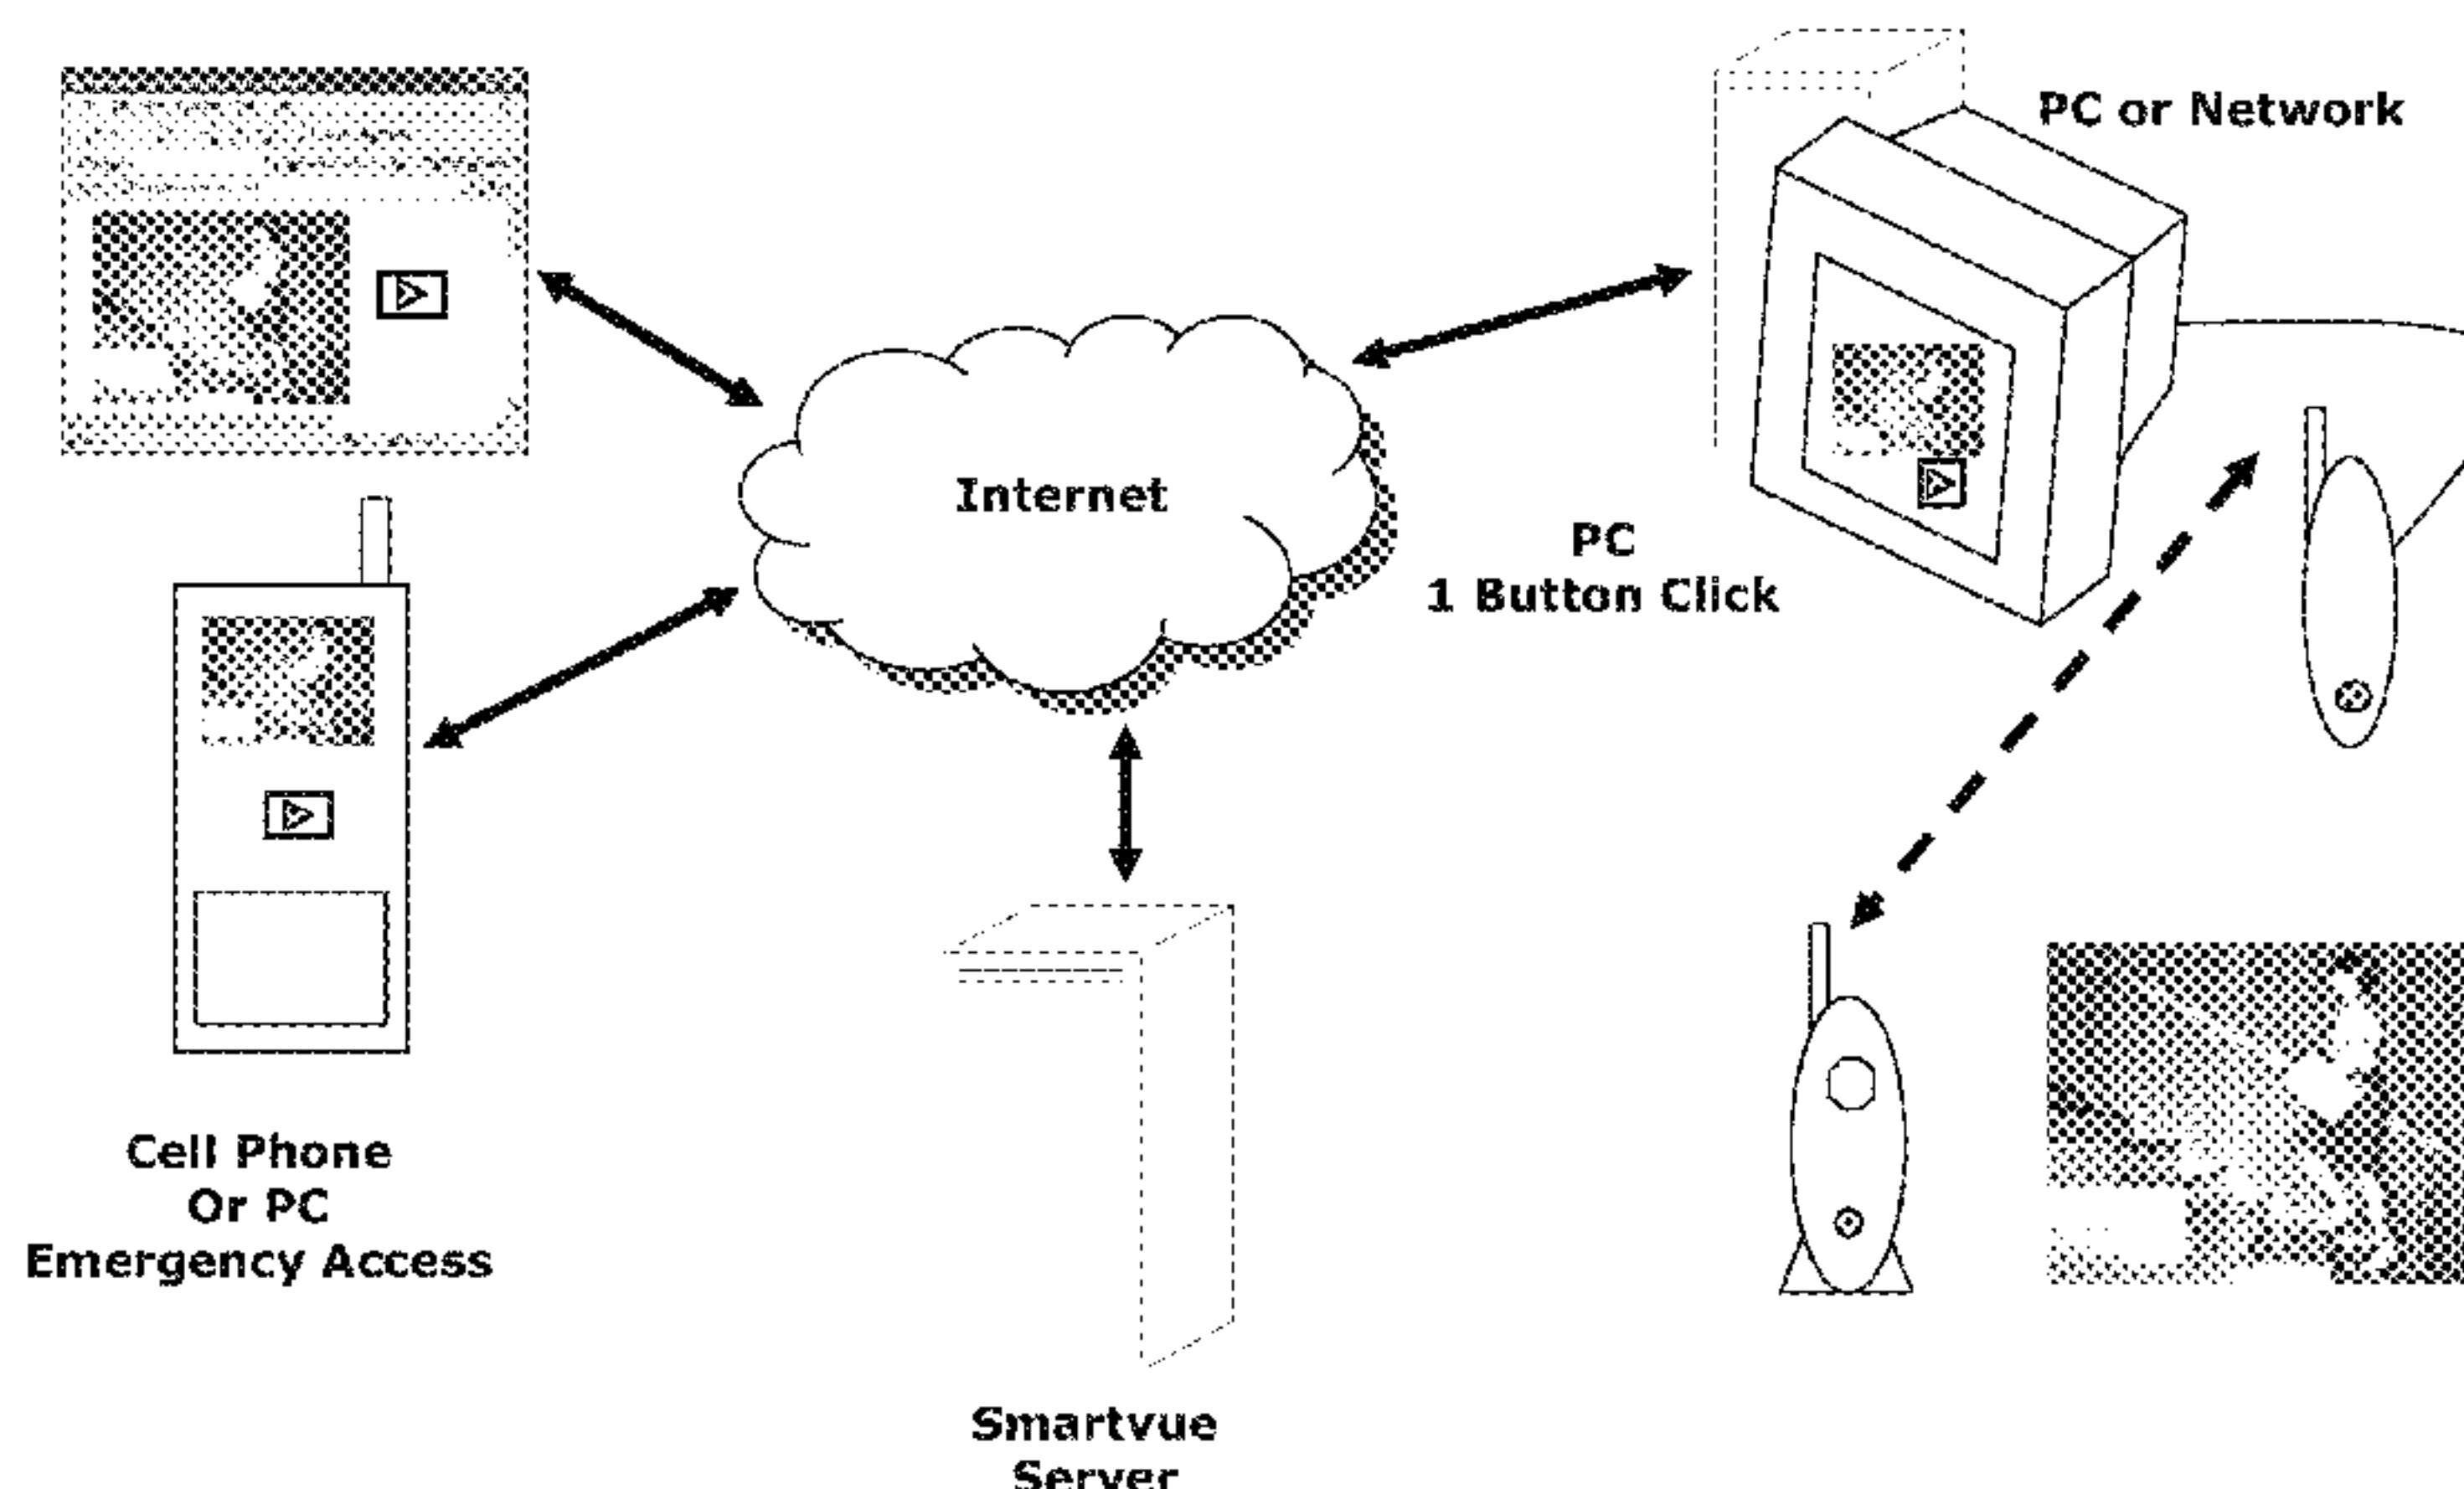 PC or Network
Internet
PC
1 Button Click
Cell Phone
Or PC
Emergency Access
Smartvue
Server